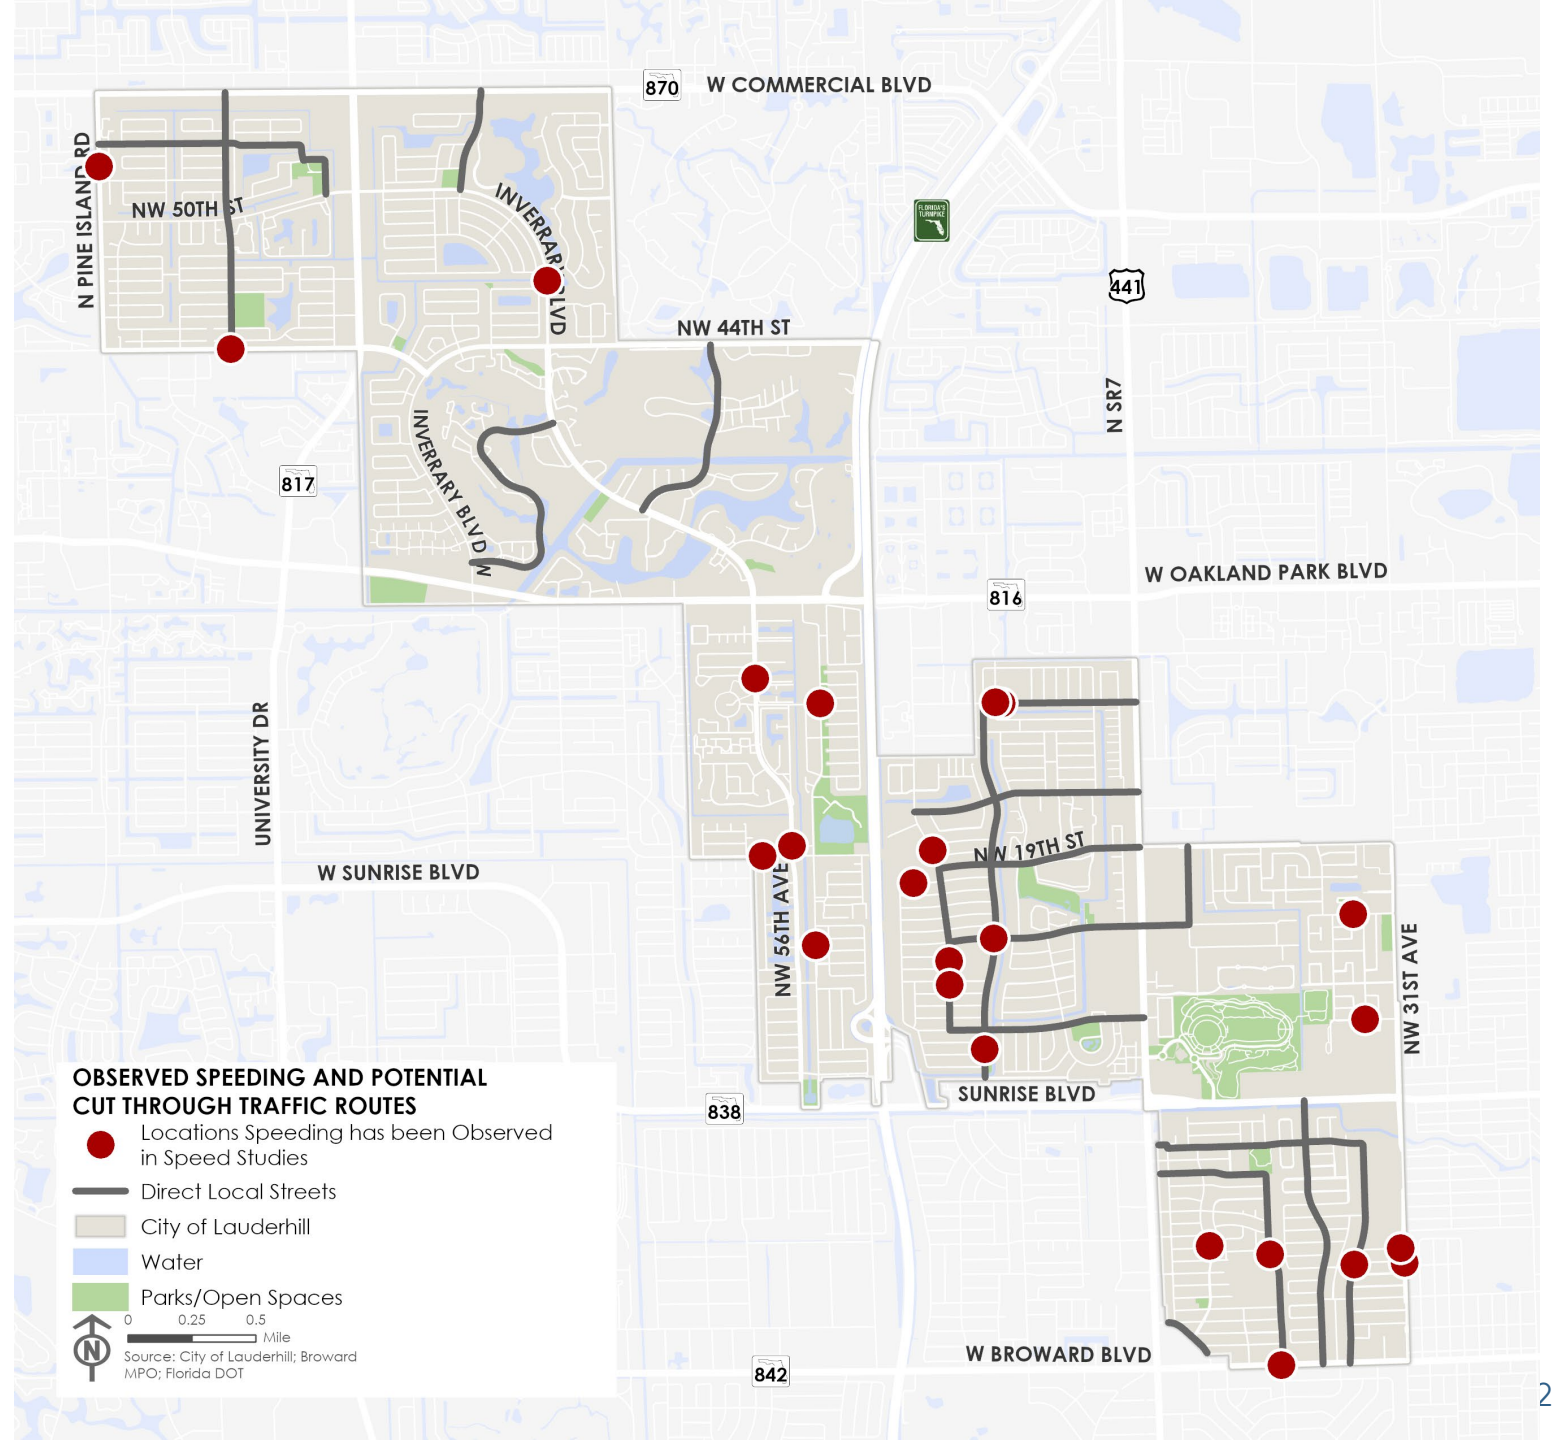 870
W COMMERCIAL BLVD
N PINE ISLAND RD
NW 50TH ST
INVERRARY BLVD
FLORIDA'S
TURNPIKE
441
NW 44TH ST
N SR7
INVERRARY BLVD W
817
W OAKLAND PARK BLVD
816
UNIVERSITY DR
W SUNRISE BLVD
NW 19TH ST
NW 56TH AVE
NW 31ST AVE
SUNRISE BLVD
838
W BROWARD BLVD
842
OBSERVED SPEEDING AND POTENTIAL
CUT THROUGH TRAFFIC ROUTES
Locations Speeding has been Observed
in Speed Studies
Direct Local Streets
City of Lauderhill
Water
Parks/Open Spaces
0 0.25 0.5
Mile
N
Source: City of Lauderhill; Broward
MPO; Florida DOT
2